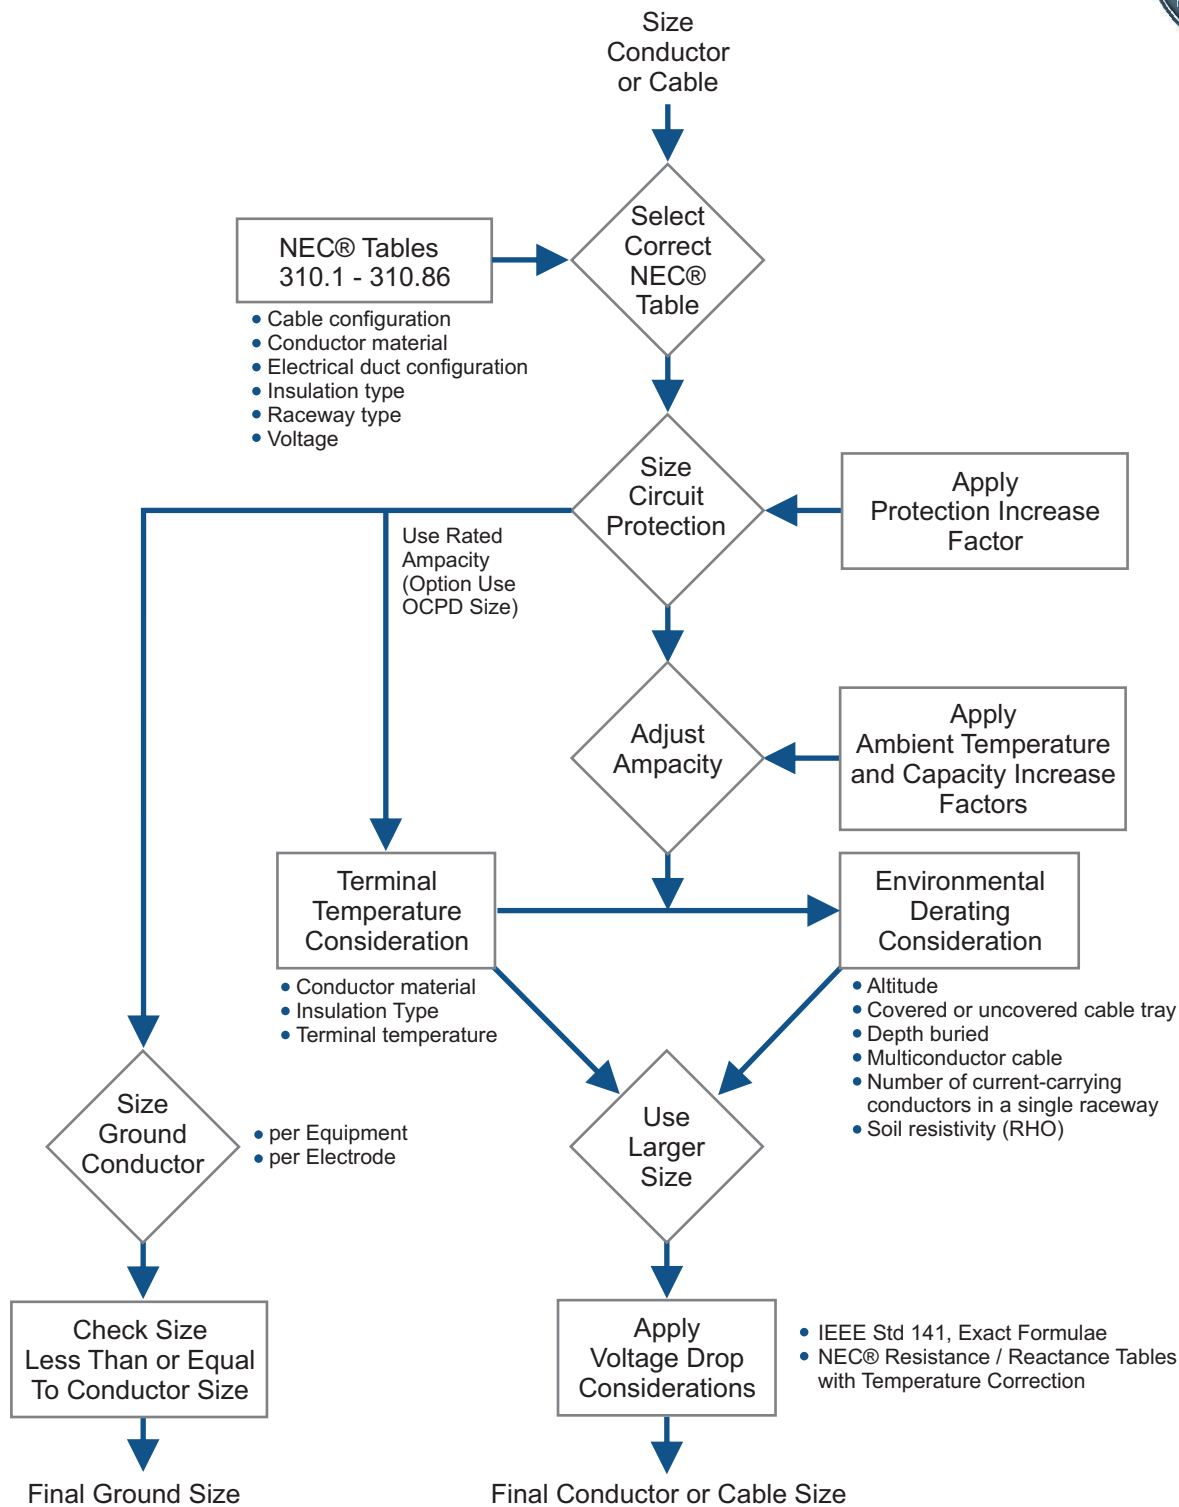 Size
Conductor
or Cable
Select
Correct
NEC®
Table
NEC® Tables
310.1 - 310.86
• Cable configuration
• Conductor material
• Electrical duct configuration
• Insulation type
• Raceway type
• Voltage
Size
Circuit
Protection
Apply
Protection Increase
Factor
Use Rated
Ampacity
(Option Use
OCPD Size)
Adjust
Ampacity
Apply
Ambient Temperature
and Capacity Increase
Factors
Terminal
Temperature
Consideration
• Conductor material
• Insulation Type
• Terminal temperature
Environmental
Derating
Consideration
• Altitude
• Covered or uncovered cable tray
• Depth buried
• Multiconductor cable
• Number of current-carrying
conductors in a single raceway
• Soil resistivity (RHO)
Size
Ground
Conductor
• per Equipment
• per Electrode
Use
Larger
Size
Check Size
Less Than or Equal
To Conductor Size
Apply
Voltage Drop
Considerations
• IEEE Std 141, Exact Formulae
• NEC® Resistance / Reactance Tables
with Temperature Correction
Final Ground Size
Final Conductor or Cable Size